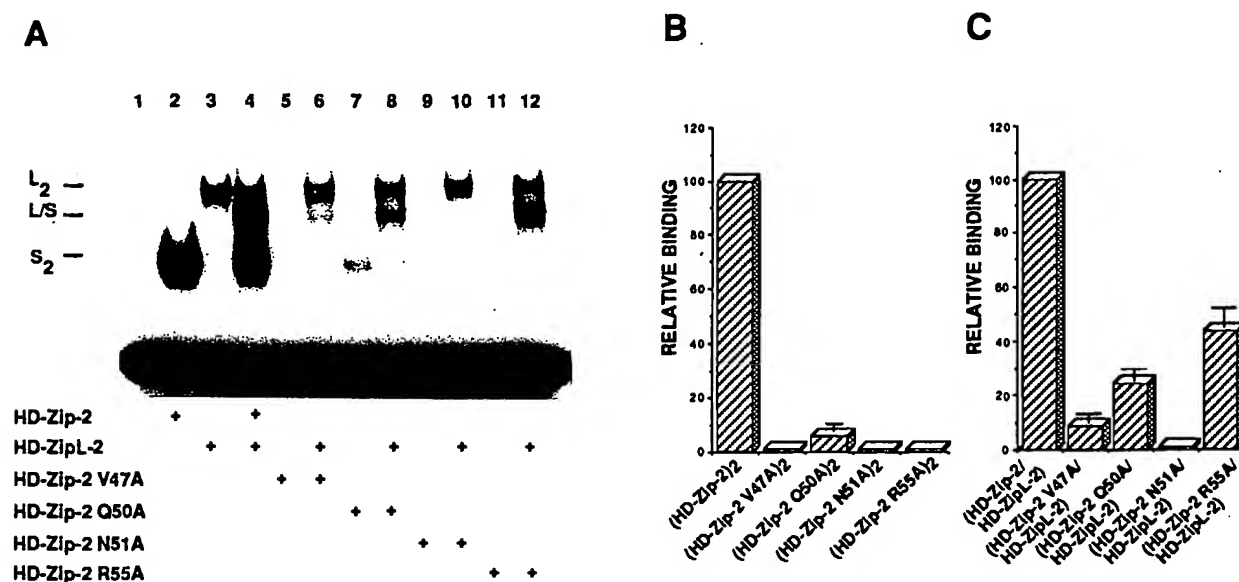 A
1 2 3 4 5 6 7 8 9 10 11 12
L2
L/S
S2
HD-Zip-2 + +
HD-ZipL-2 + + + + + +
HD-Zip-2 V47A + +
HD-Zip-2 Q50A + +
HD-Zip-2 N51A + +
HD-Zip-2 R55A + +
B
RELATIVE BINDING
120
100
80
60
40
20
0
(HD-Zip-2)2
(HD-Zip-2 V47A)2
(HD-Zip-2 Q50A)2
(HD-Zip-2 N51A)2
(HD-Zip-2 R55A)2
C
RELATIVE BINDING
120
100
80
60
40
20
0
(HD-Zip-2/
HD-ZipL-2)
(HD-Zip-2 V47A/
HD-ZipL-2)
(HD-Zip-2 Q50A/
HD-ZipL-2)
(HD-Zip-2 N51A/
HD-ZipL-2)
(HD-Zip-2 R55A/
HD-ZipL-2)